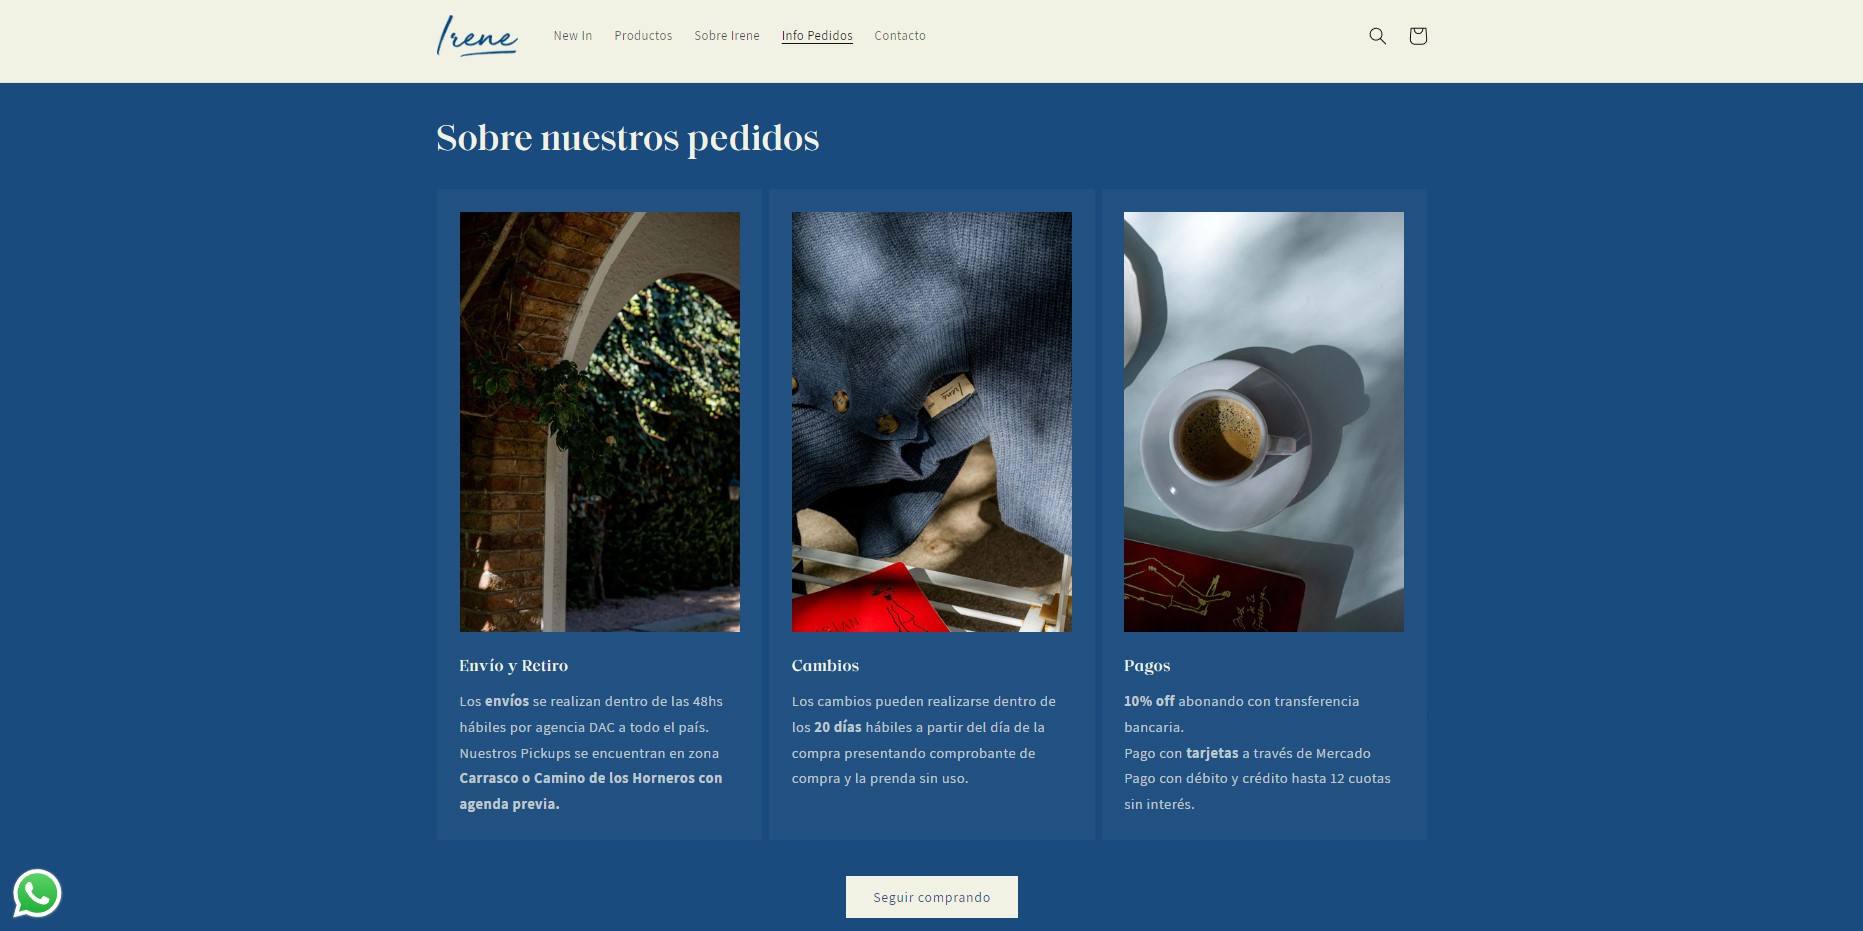 Irene
New In
Productos
Sobre Irene
Info Pedidos
Contacto
Sobre nuestros pedidos
Irene
Envío y Retiro
Los envíos se realizan dentro de las 48hs
hábiles por agencia DAC a todo el país.
Nuestros Pickups se encuentran en zona
Carrasco o Camino de los Horneros con
agenda previa.
Cambios
Los cambios pueden realizarse dentro de
los 20 días hábiles a partir del día de la
compra presentando comprobante de
compra y la prenda sin uso.
Pagos
10% off abonando con transferencia
bancaria.
Pago con tarjetas a través de Mercado
Pago con débito y crédito hasta 12 cuotas
sin interés.
Seguir comprando